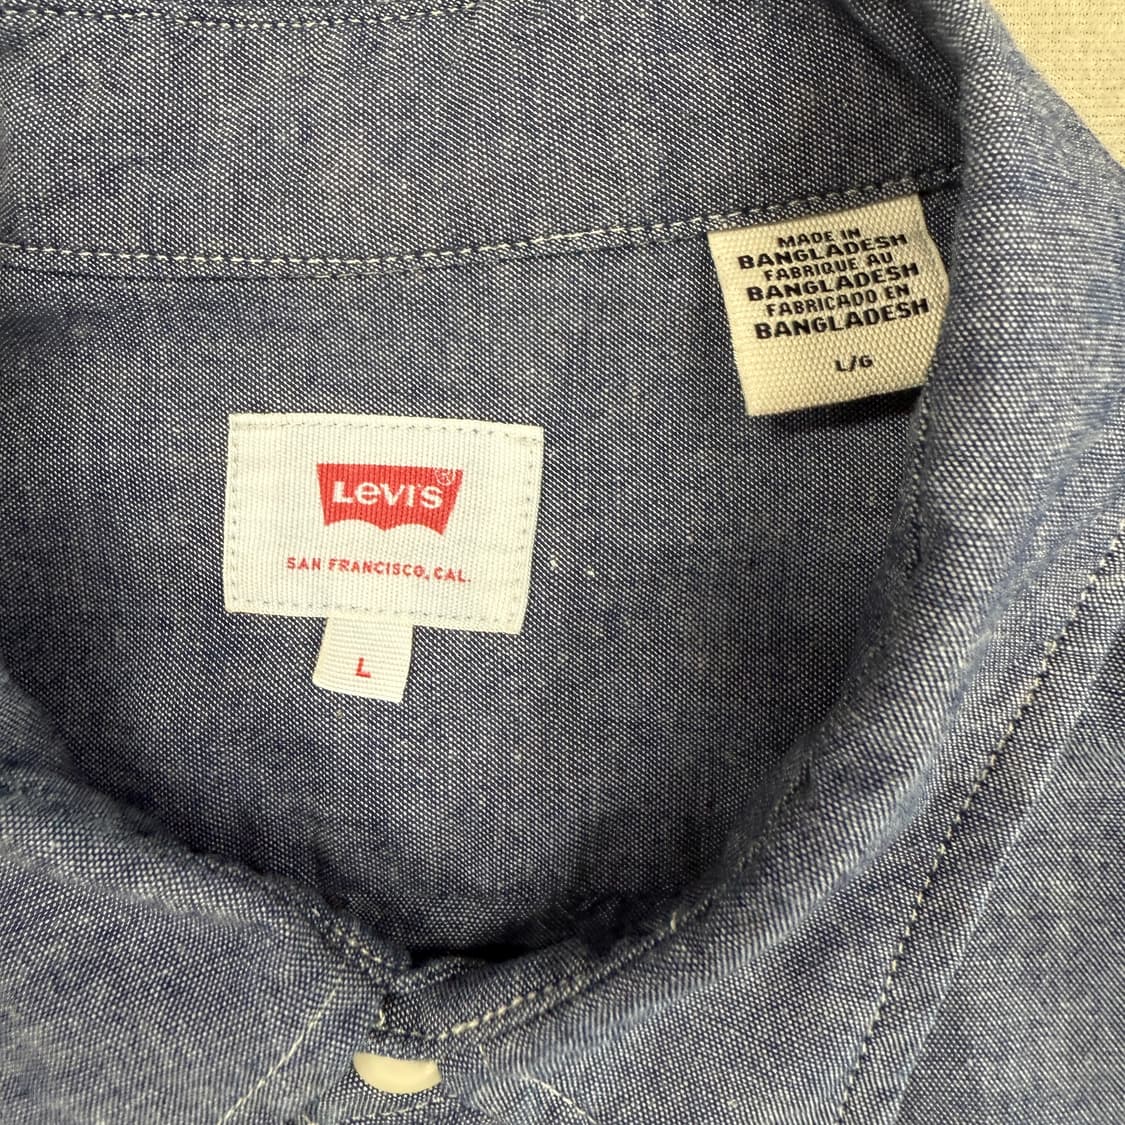 MADE IN
BANGLADESH
FABRIQUE AU
BANGLADESH
FABRICADO EN
BANGLADESH
L/G
LeVI'S
SAN FRANCISCO, CAL.
L